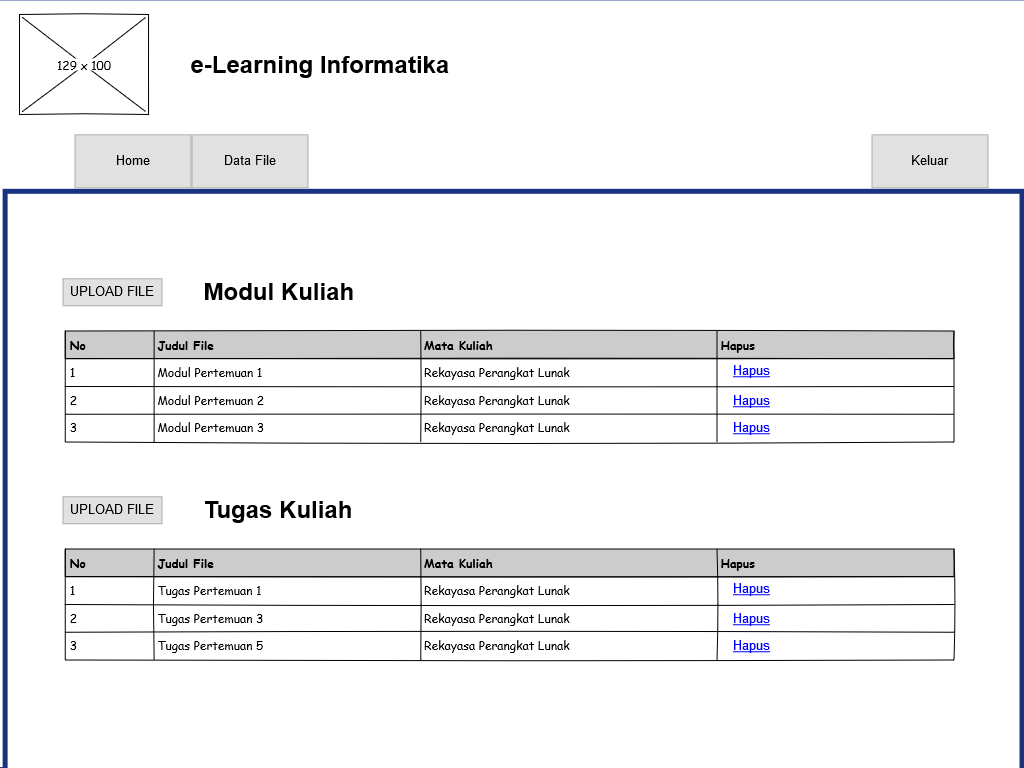 129 x 100
e-Learning Informatika
Home Data File Keluar
UPLOAD FILE Modul Kuliah
No Judul File Mata Kuliah Hapus
1 Modul Pertemuan 1 Rekayasa Perangkat Lunak Hapus
2 Modul Pertemuan 2 Rekayasa Perangkat Lunak Hapus
3 Modul Pertemuan 3 Rekayasa Perangkat Lunak Hapus
UPLOAD FILE Tugas Kuliah
No Judul File Mata Kuliah Hapus
1 Tugas Pertemuan 1 Rekayasa Perangkat Lunak Hapus
2 Tugas Pertemuan 3 Rekayasa Perangkat Lunak Hapus
3 Tugas Pertemuan 5 Rekayasa Perangkat Lunak Hapus